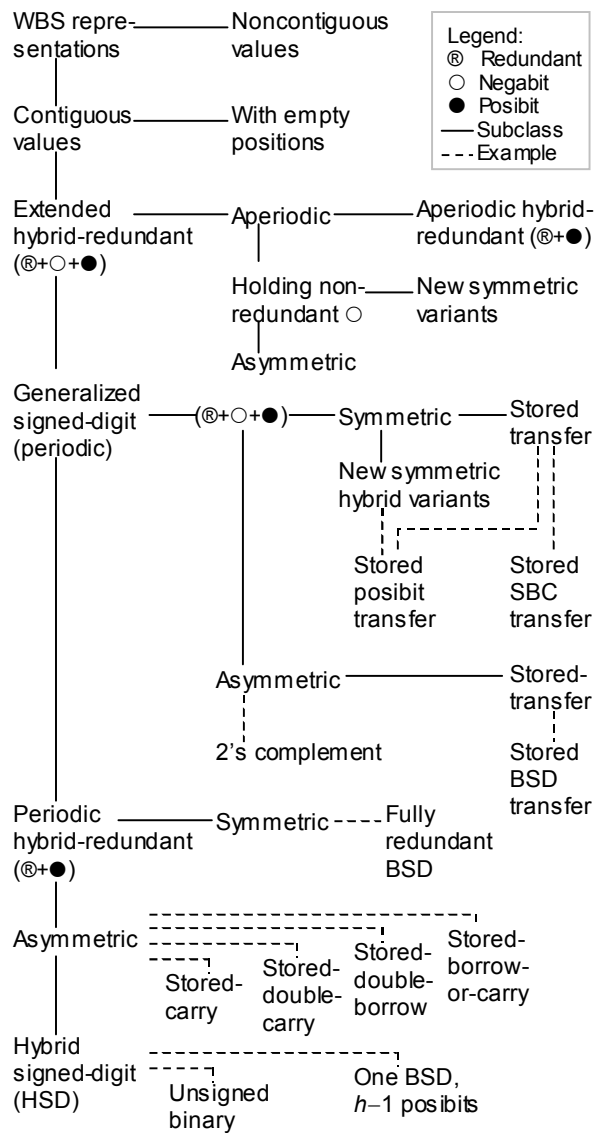 WBS repre-
sentations
Noncontiguous
values
Legend:
® Redundant
○ Negabit
● Posibit
Subclass
Example
Contiguous
values
With empty
positions
Extended
hybrid-redundant
(®+○+●)
Aperiodic
Aperiodic hybrid-
redundant (®+●)
Holding non-
redundant ○
New symmetric
variants
Asymmetric
Generalized
signed-digit
(periodic)
(®+○+●)
Symmetric
Stored
transfer
New symmetric
hybrid variants
Stored
posibit
transfer
Stored
SBC
transfer
Asymmetric
Stored-
transfer
2's complement
Stored
BSD
transfer
Periodic
hybrid-redundant
(®+●)
Symmetric
Fully
redundant
BSD
Asymmetric
Stored-
carry
Stored-
double-
carry
Stored-
double-
borrow
Stored-
borrow-
or-carry
Hybrid
signed-digit
(HSD)
Unsigned
binary
One BSD,
h–1 posibits